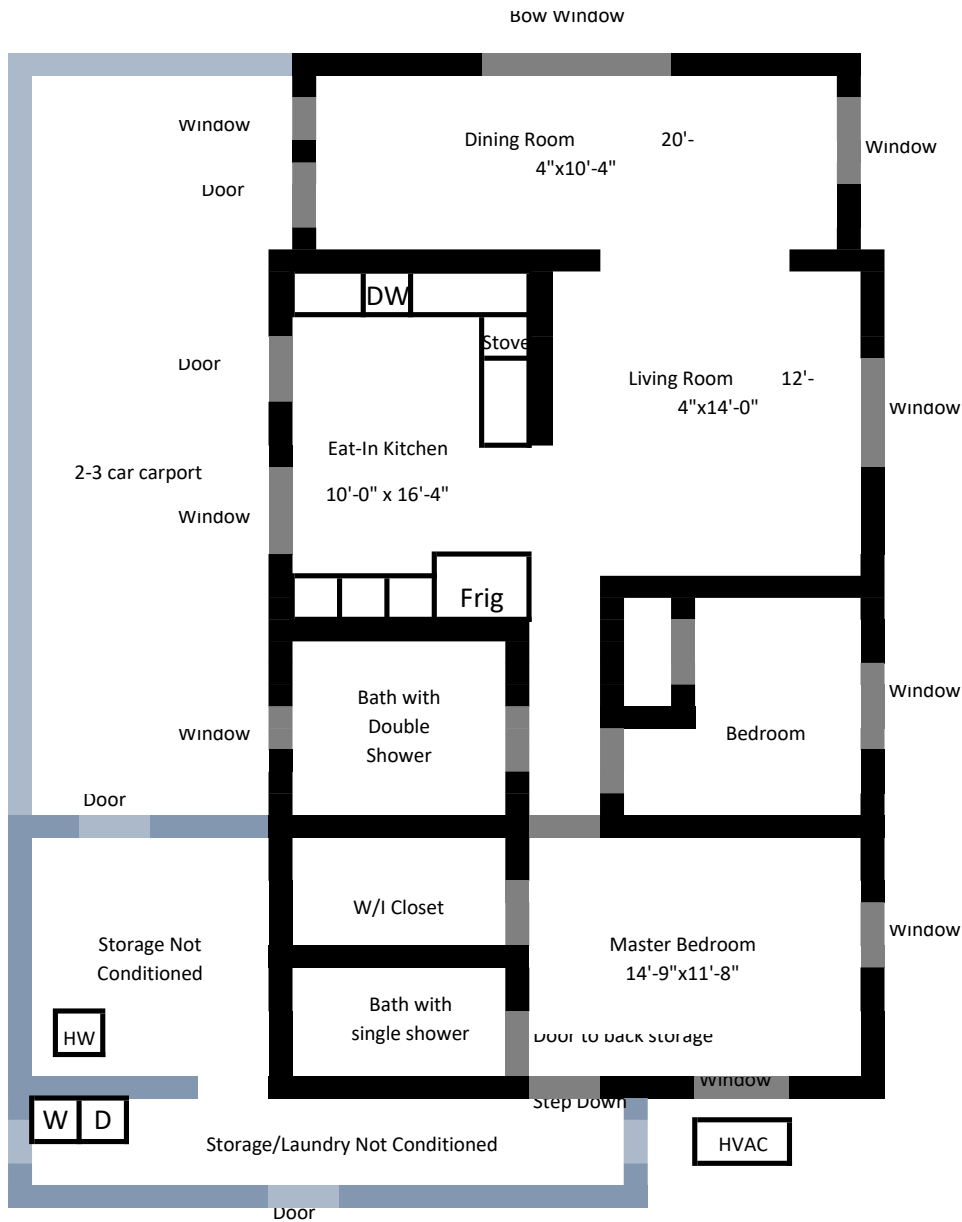 Bow Window
Window
Dining Room 20'-
4"x10'-4"
Window
Door
DW
Stove
Door
Living Room 12'-
4"x14'-0"
Window
Eat-In Kitchen
2-3 car carport
10'-0" x 16'-4"
Window
Frig
Bath with
Double
Shower
Window
Window
Bedroom
Door
W/I Closet
Window
Storage Not
Conditioned
Master Bedroom
14'-9"x11'-8"
Bath with
single shower
HW
Door to back storage
Window
Step Down
W
D
Storage/Laundry Not Conditioned
HVAC
Door